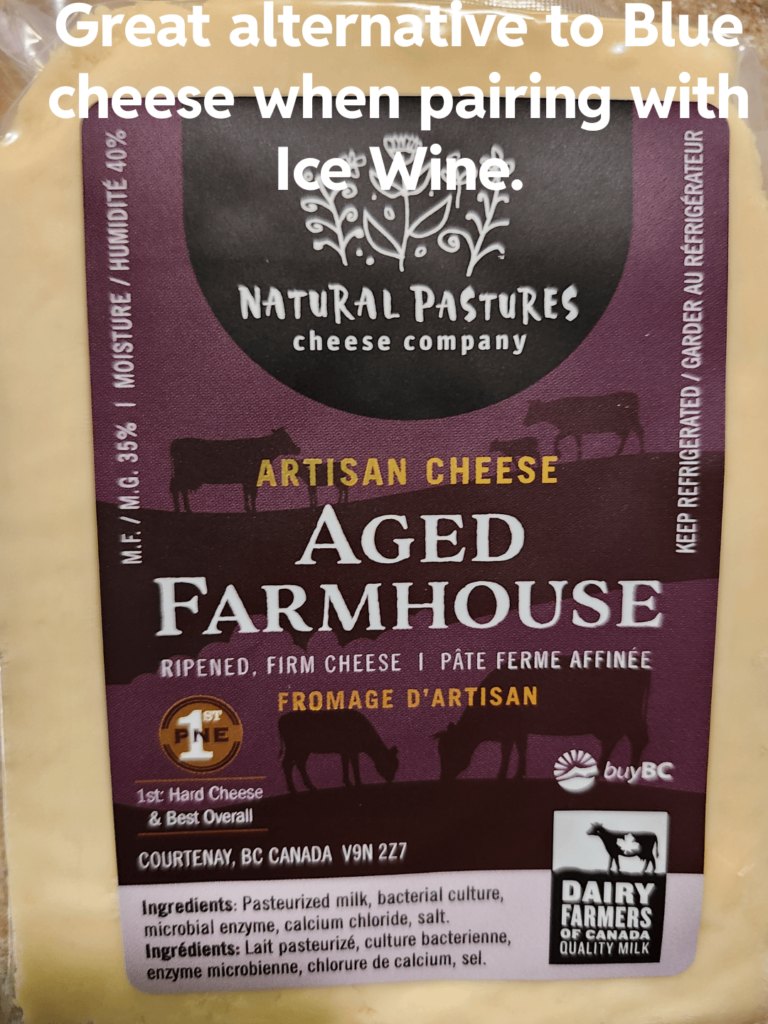 Great alternative to Blue
cheese when pairing with
Ice Wine.
NATURAL PASTURES
cheese company
M.F. / M.G. 35% | MOISTURE / HUMIDITÉ 40%
KEEP REFRIGERATED / GARDER AU RÉFRIGÉRATEUR
ARTISAN CHEESE
AGED
FARMHOUSE
RIPENED, FIRM CHEESE | PÂTE FERME AFFINÉE
FROMAGE D'ARTISAN
1ST
PNE
1st: Hard Cheese
& Best Overall
buyBC
COURTENAY, BC CANADA V9N 2Z7
DAIRY
FARMERS
OF CANADA
QUALITY MILK
Ingredients: Pasteurized milk, bacterial culture,
microbial enzyme, calcium chloride, salt.
Ingrédients: Lait pasteurizé, culture bacterienne,
enzyme microbienne, chlorure de calcium, sel.